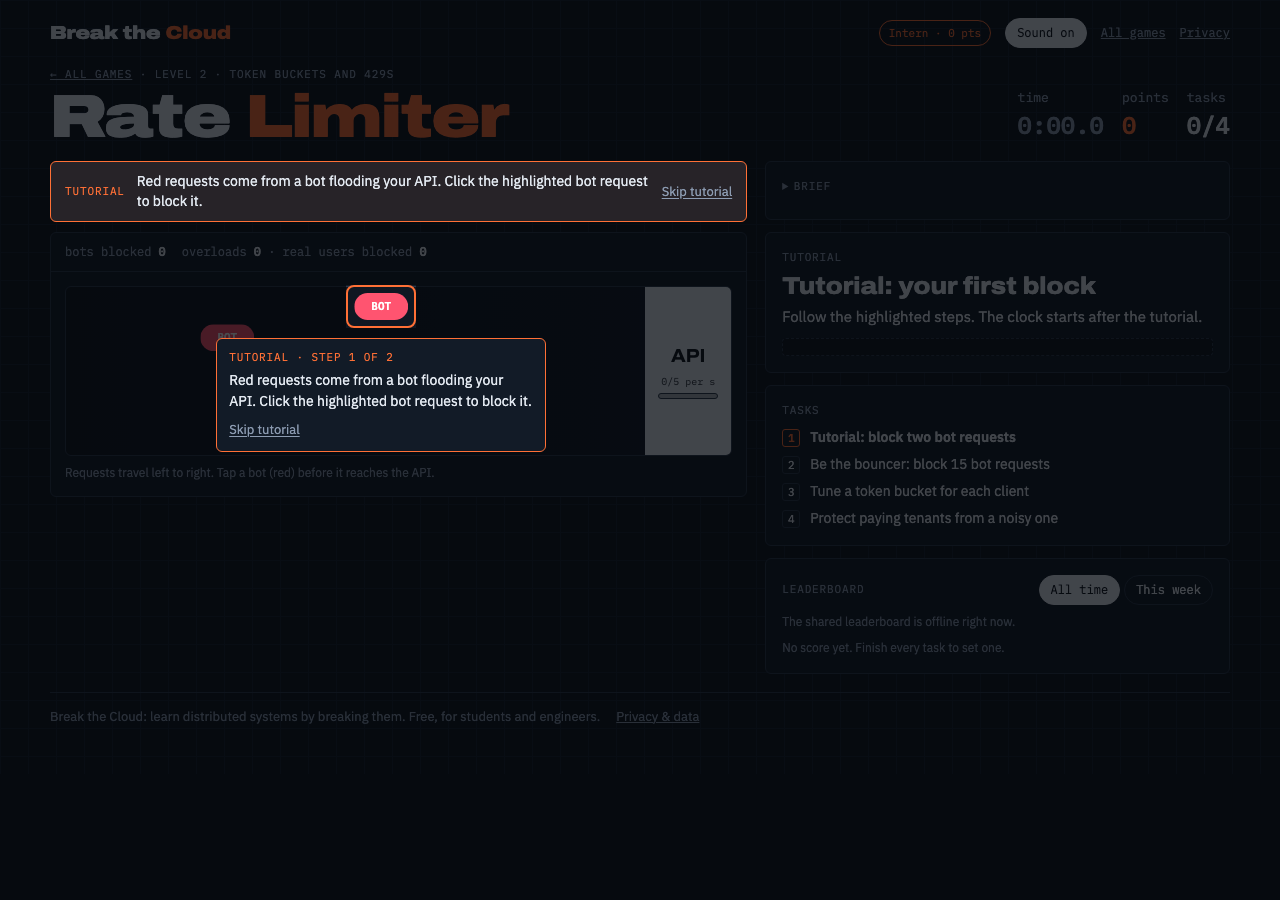 Break the Cloud
Intern · 0 pts
Sound on
All games
Privacy
← ALL GAMES · LEVEL 2 · TOKEN BUCKETS AND 429S
Rate Limiter
time
points
tasks
0:00.0
0
0/4
TUTORIAL
Red requests come from a bot flooding your API. Click the highlighted bot request
to block it.
Skip tutorial
bots blocked 0 overloads 0 · real users blocked 0
BOT
BOT
TUTORIAL · STEP 1 OF 2
Red requests come from a bot flooding your
API. Click the highlighted bot request to block it.
Skip tutorial
API
0/5 per s
Requests travel left to right. Tap a bot (red) before it reaches the API.
▶ BRIEF
TUTORIAL
Tutorial: your first block
Follow the highlighted steps. The clock starts after the tutorial.
TASKS
1 Tutorial: block two bot requests
2 Be the bouncer: block 15 bot requests
3 Tune a token bucket for each client
4 Protect paying tenants from a noisy one
LEADERBOARD
All time
This week
The shared leaderboard is offline right now.
No score yet. Finish every task to set one.
Break the Cloud: learn distributed systems by breaking them. Free, for students and engineers.
Privacy & data